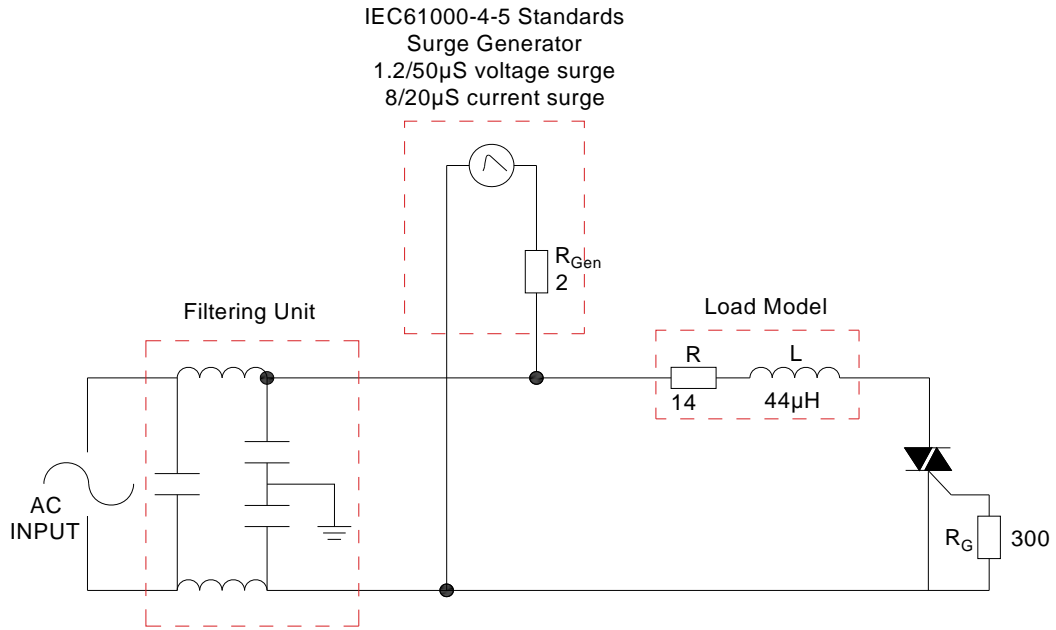 IEC61000-4-5 Standards
Surge Generator
1.2/50µS voltage surge
8/20µS current surge
RGen
2
Filtering Unit
Load Model
R
L
14
44µH
AC
INPUT
RG
300